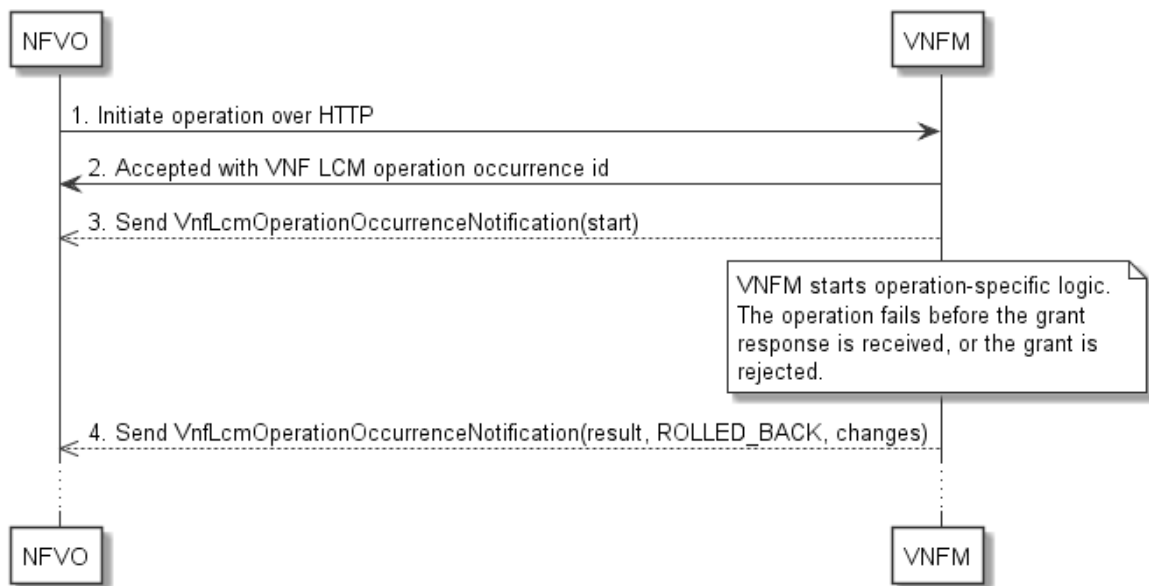 NFVO
VNFM
1. Initiate operation over HTTP
2. Accepted with VNF LCM operation occurrence id
3. Send VnfLcmOperationOccurrenceNotification(start)
VNFM starts operation-specific logic.
The operation fails before the grant
response is received, or the grant is
rejected.
4. Send VnfLcmOperationOccurrenceNotification(result, ROLLED_BACK, changes)
NFVO
VNFM